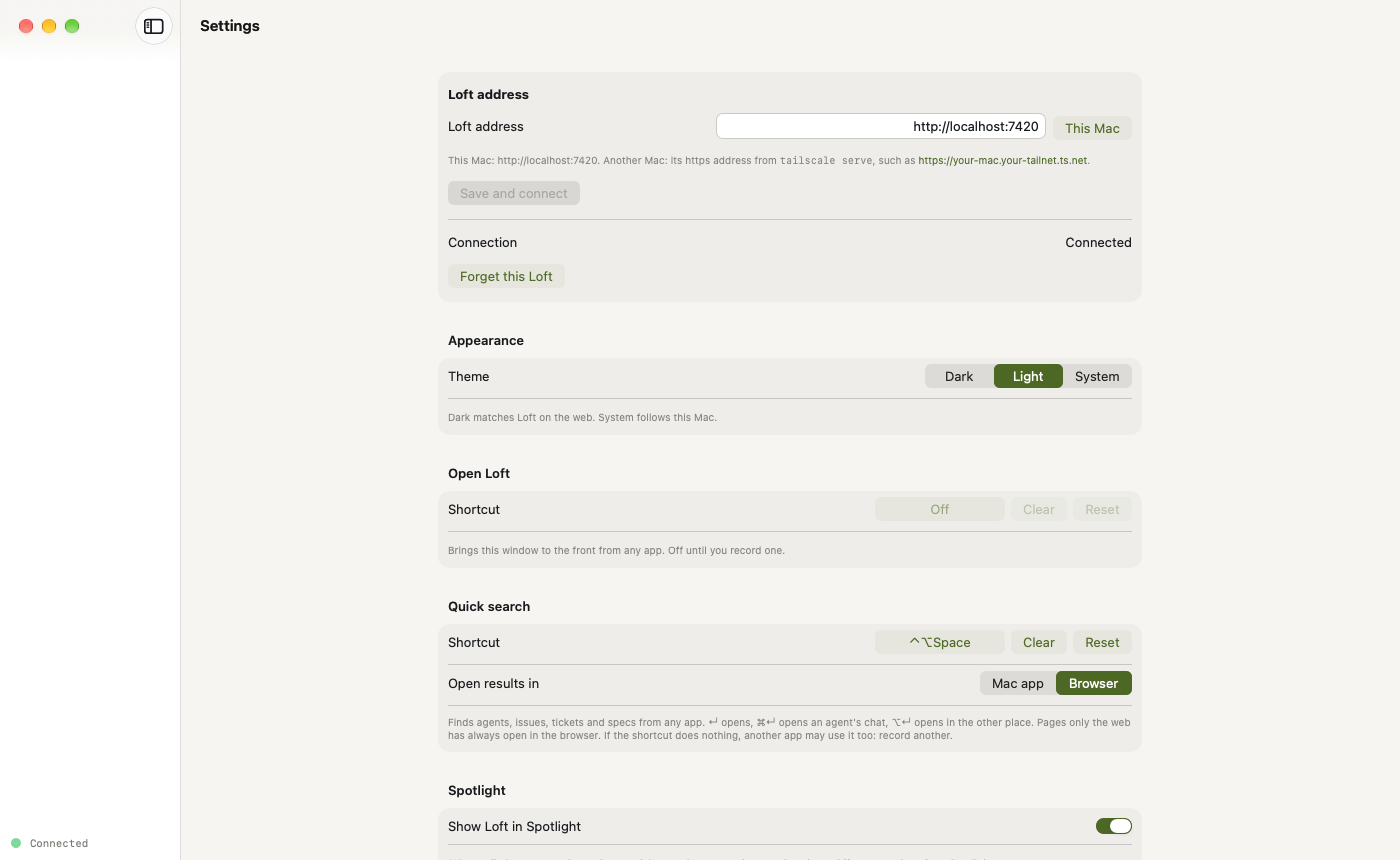 Settings
Loft address
Loft address
http://localhost:7420
This Mac
This Mac: http://localhost:7420. Another Mac: its https address from tailscale serve, such as https://your-mac.your-tailnet.ts.net.
Save and connect
Connection
Connected
Forget this Loft
Appearance
Theme
Dark
Light
System
Dark matches Loft on the web. System follows this Mac.
Open Loft
Shortcut
Off
Clear
Reset
Brings this window to the front from any app. Off until you record one.
Quick search
Shortcut
^⌥Space
Clear
Reset
Open results in
Mac app
Browser
Finds agents, issues, tickets and specs from any app. ↵ opens, ⌘↵ opens an agent's chat, ⌥↵ opens in the other place. Pages only the web
has always open in the browser. If the shortcut does nothing, another app may use it too: record another.
Spotlight
Show Loft in Spotlight
Connected